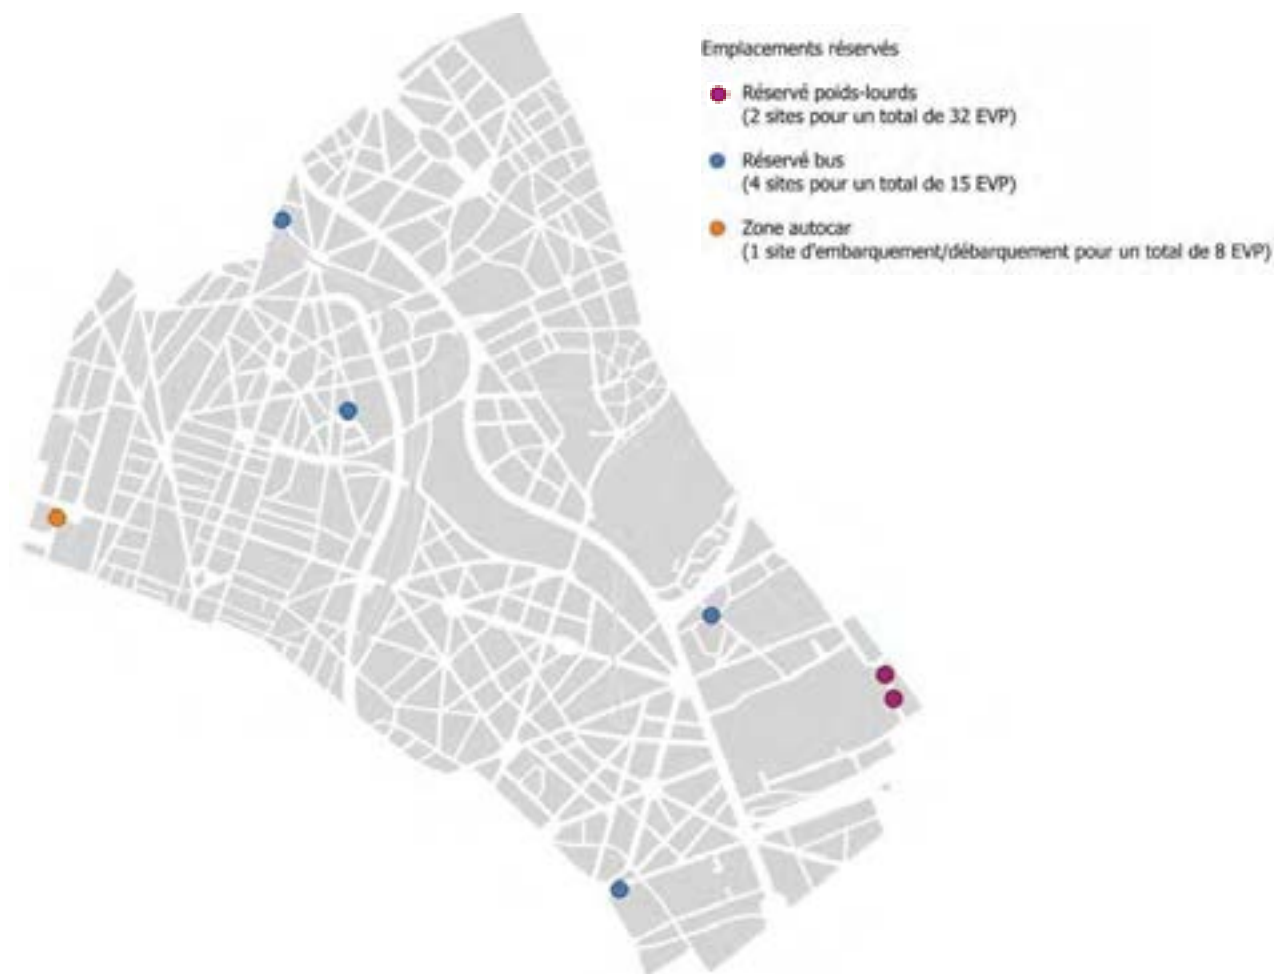 Emplacements réservés
Réservé poids-lourds
(2 sites pour un total de 32 EVP)
Réservé bus
(4 sites pour un total de 15 EVP)
Zone autocar
(1 site d'embarquement/débarquement pour un total de 8 EVP)